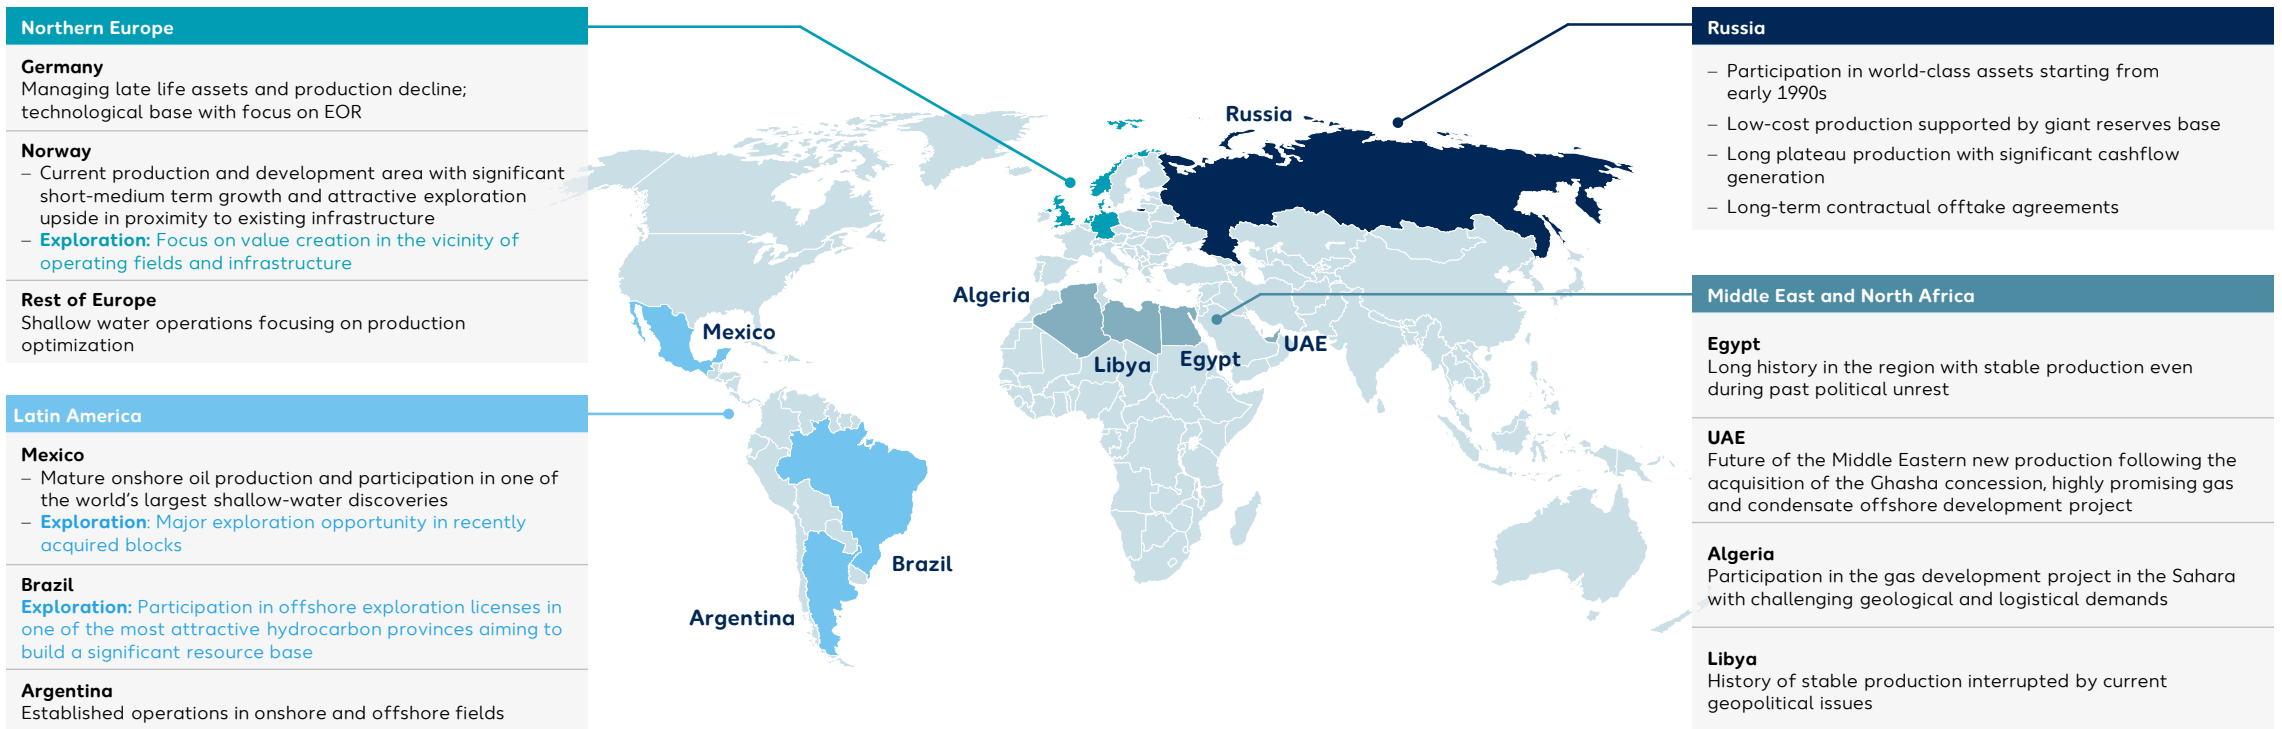 Northern Europe
Germany
Managing late life assets and production decline;
technological base with focus on EOR
Norway
– Current production and development area with significant
short-medium term growth and attractive exploration
upside in proximity to existing infrastructure
– Exploration: Focus on value creation in the vicinity of
operating fields and infrastructure
Rest of Europe
Shallow water operations focusing on production
optimization
Latin America
Mexico
– Mature onshore oil production and participation in one of
the world's largest shallow-water discoveries
– Exploration: Major exploration opportunity in recently
acquired blocks
Brazil
Exploration: Participation in offshore exploration licenses in
one of the most attractive hydrocarbon provinces aiming to
build a significant resource base
Argentina
Established operations in onshore and offshore fields
Russia
Algeria
Mexico
Libya
Egypt
UAE
Brazil
Argentina
Russia
– Participation in world-class assets starting from
early 1990s
– Low-cost production supported by giant reserves base
– Long plateau production with significant cashflow
generation
– Long-term contractual offtake agreements
Middle East and North Africa
Egypt
Long history in the region with stable production even
during past political unrest
UAE
Future of the Middle Eastern new production following the
acquisition of the Ghasha concession, highly promising gas
and condensate offshore development project
Algeria
Participation in the gas development project in the Sahara
with challenging geological and logistical demands
Libya
History of stable production interrupted by current
geopolitical issues